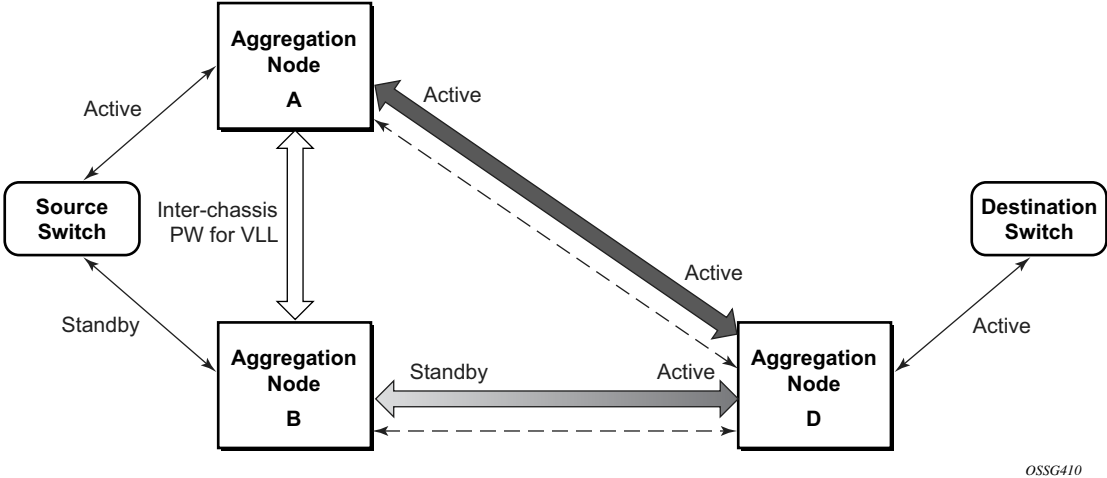 Aggregation
Node
A
Active
Active
Source
Switch
Inter-chassis
PW for VLL
Destination
Switch
Active
Standby
Active
Aggregation
Node
B
Standby
Active
Aggregation
Node
D
OSSG410